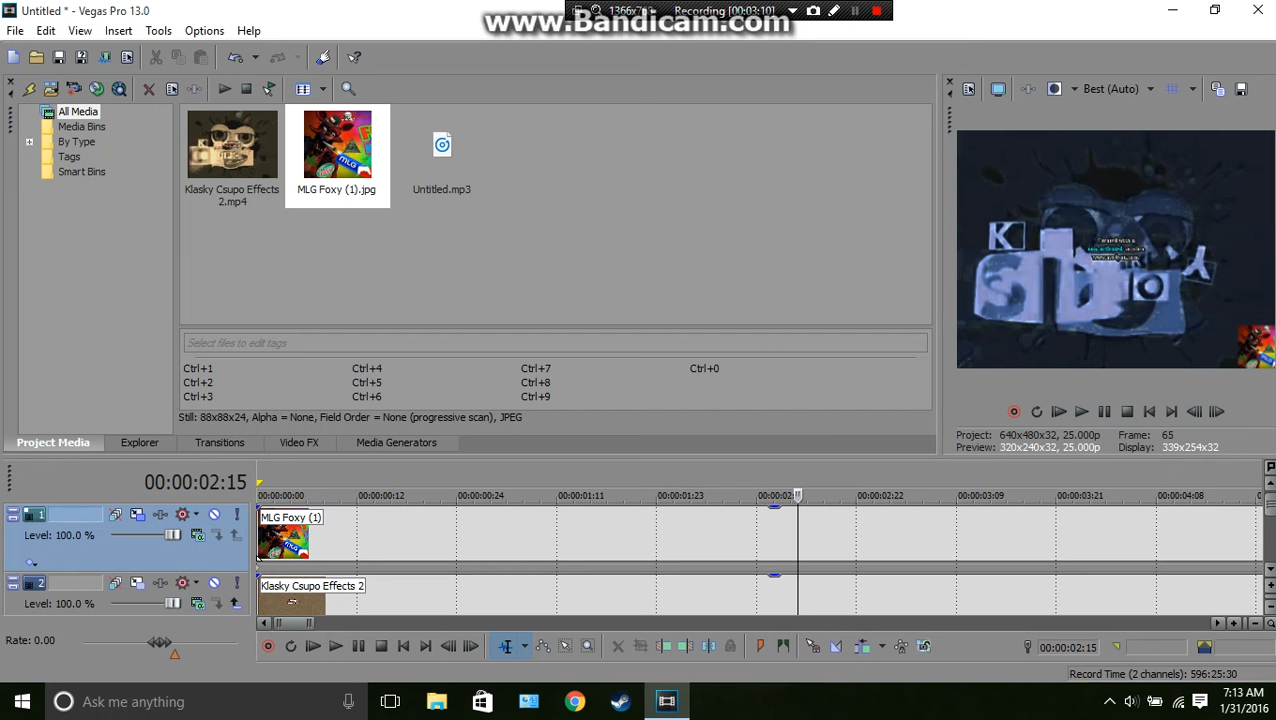 Untitled * - Vegas Pro 13.0
1366x7
Recording [00:03:10]
www.Bandicam.com
File Edit View Insert Tools Options Help
All Media
Media Bins
By Type
Tags
Smart Bins
Klasky Csupo Effects 2.mp4
MLG Foxy (1).jpg
Untitled.mp3
Best (Auto)
Select files to edit tags
Ctrl+1 Ctrl+4 Ctrl+7 Ctrl+0
Ctrl+2 Ctrl+5 Ctrl+8
Ctrl+3 Ctrl+6 Ctrl+9
Still: 88x88x24, Alpha = None, Field Order = None (progressive scan), JPEG
Project Media Explorer Transitions Video FX Media Generators
Project: 640x480x32, 25.000p Frame: 65
Preview: 320x240x32, 25.000p Display: 339x254x32
00:00:02:15
00:00:00:00 00:00:00:12 00:00:00:24 00:00:01:11 00:00:01:23 00:00:02: 00:00:02:22 00:00:03:09 00:00:03:21 00:00:04:08
1
MLG Foxy (1)
Level: 100.0 %
MLG
2
Klasky Csupo Effects 2
Level: 100.0 %
Rate: 0.00
00:00:02:15
Record Time (2 channels): 596:25:30
Ask me anything
7:13 AM
1/31/2016